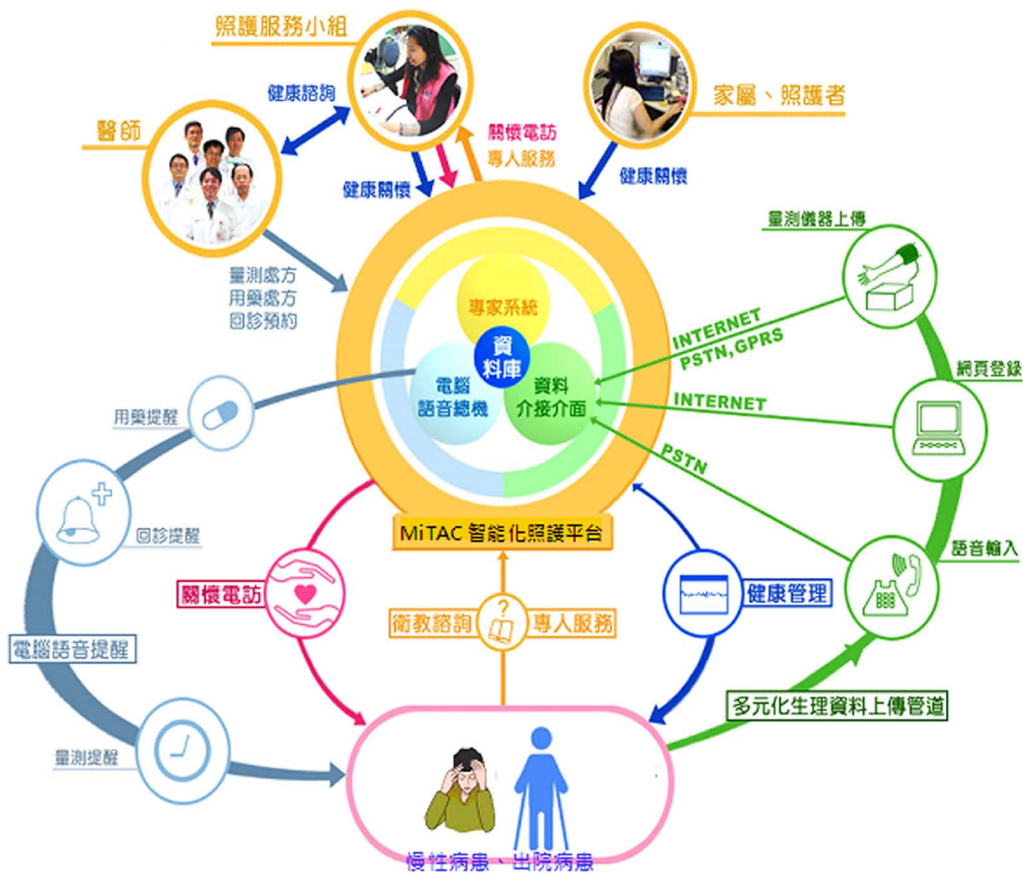 照護服務小組
家屬、照護者
健康諮詢
醫師
關懷電訪
專人服務
健康關懷
健康關懷
量測儀器上傳
量測處方
用藥處方
回診預約
專家系統
資
料庫
INTERNET
PSTN,GPRS
網頁登錄
電腦
語音總機
資料
介接介面
INTERNET
用藥提醒
PSTN
回診提醒
MiTAC 智能化照護平台
語音輸入
關懷電訪
?
衛教諮詢
專人服務
健康管理
電腦語音提醒
多元化生理資料上傳管道
量測提醒
慢性病患、出院病患